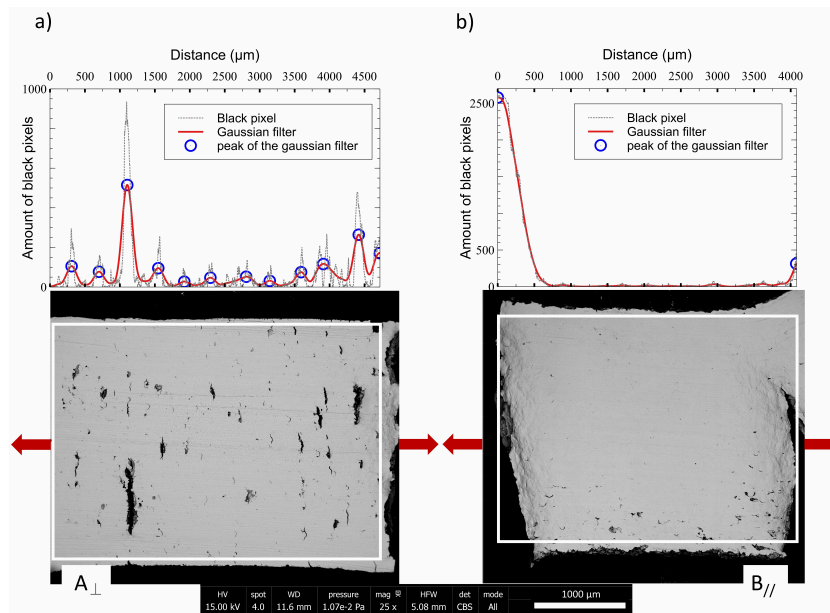 a)
Distance (µm)
0 500 1000 1500 2000 2500 3000 3500 4000 4500
1000
0
Amount of black pixels
Black pixel
Gaussian filter
peak of the gaussian filter
b)
Distance (µm)
0 500 1000 1500 2000 2500 3000 3500 4000
2500
500
Amount of black pixels
Black pixel
Gaussian filter
peak of the gaussian filter
A⊥
B//
HV spot WD pressure mag HFW det mode
15.00 kV 4.0 11.6 mm 1.07e-2 Pa 25 x 5.08 mm CBS All
1000 µm